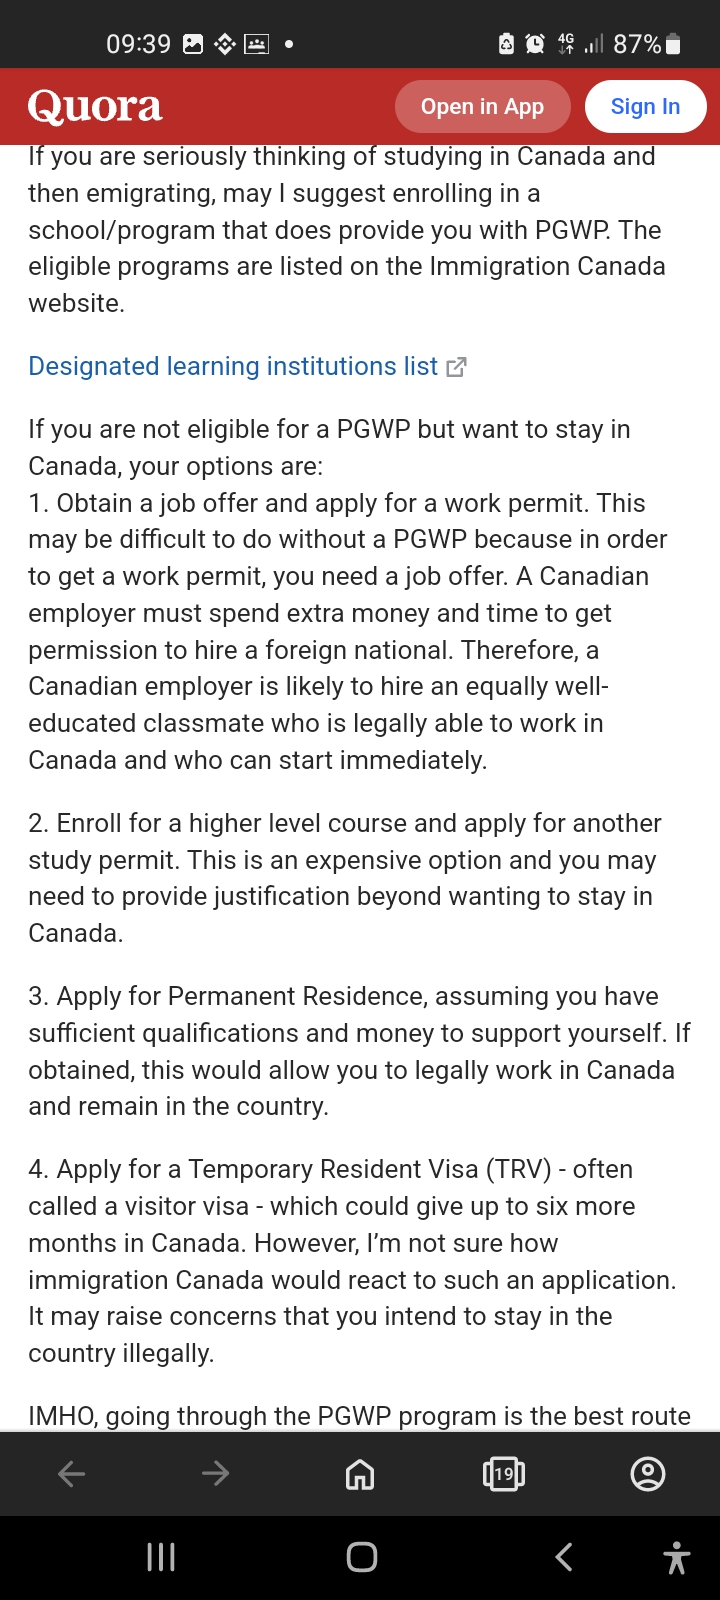 09:39
4G
87%
Quora
Open in App
Sign In
If you are seriously thinking of studying in Canada and
then emigrating, may I suggest enrolling in a
school/program that does provide you with PGWP. The
eligible programs are listed on the Immigration Canada
website.
Designated learning institutions list
If you are not eligible for a PGWP but want to stay in
Canada, your options are:
1. Obtain a job offer and apply for a work permit. This
may be difficult to do without a PGWP because in order
to get a work permit, you need a job offer. A Canadian
employer must spend extra money and time to get
permission to hire a foreign national. Therefore, a
Canadian employer is likely to hire an equally well-
educated classmate who is legally able to work in
Canada and who can start immediately.
2. Enroll for a higher level course and apply for another
study permit. This is an expensive option and you may
need to provide justification beyond wanting to stay in
Canada.
3. Apply for Permanent Residence, assuming you have
sufficient qualifications and money to support yourself. If
obtained, this would allow you to legally work in Canada
and remain in the country.
4. Apply for a Temporary Resident Visa (TRV) - often
called a visitor visa - which could give up to six more
months in Canada. However, I’m not sure how
immigration Canada would react to such an application.
It may raise concerns that you intend to stay in the
country illegally.
IMHO, going through the PGWP program is the best route
19